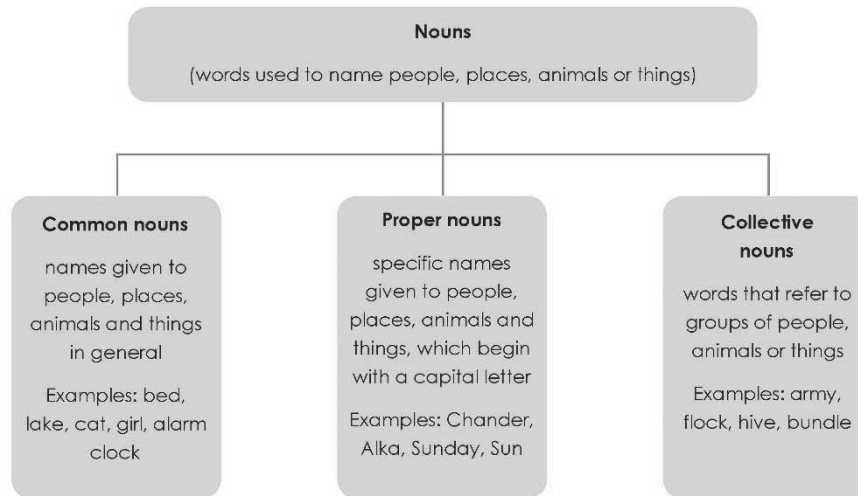 Nouns
(words used to name people, places, animals or things)
Common nouns
names given to
people, places,
animals and things
in general
Examples: bed,
lake, cat, girl, alarm
clock
Proper nouns
specific names
given to people,
places, animals and
things, which begin
with a capital letter
Examples: Chander,
Alka, Sunday, Sun
Collective
nouns
words that refer to
groups of people,
animals or things
Examples: army,
flock, hive, bundle